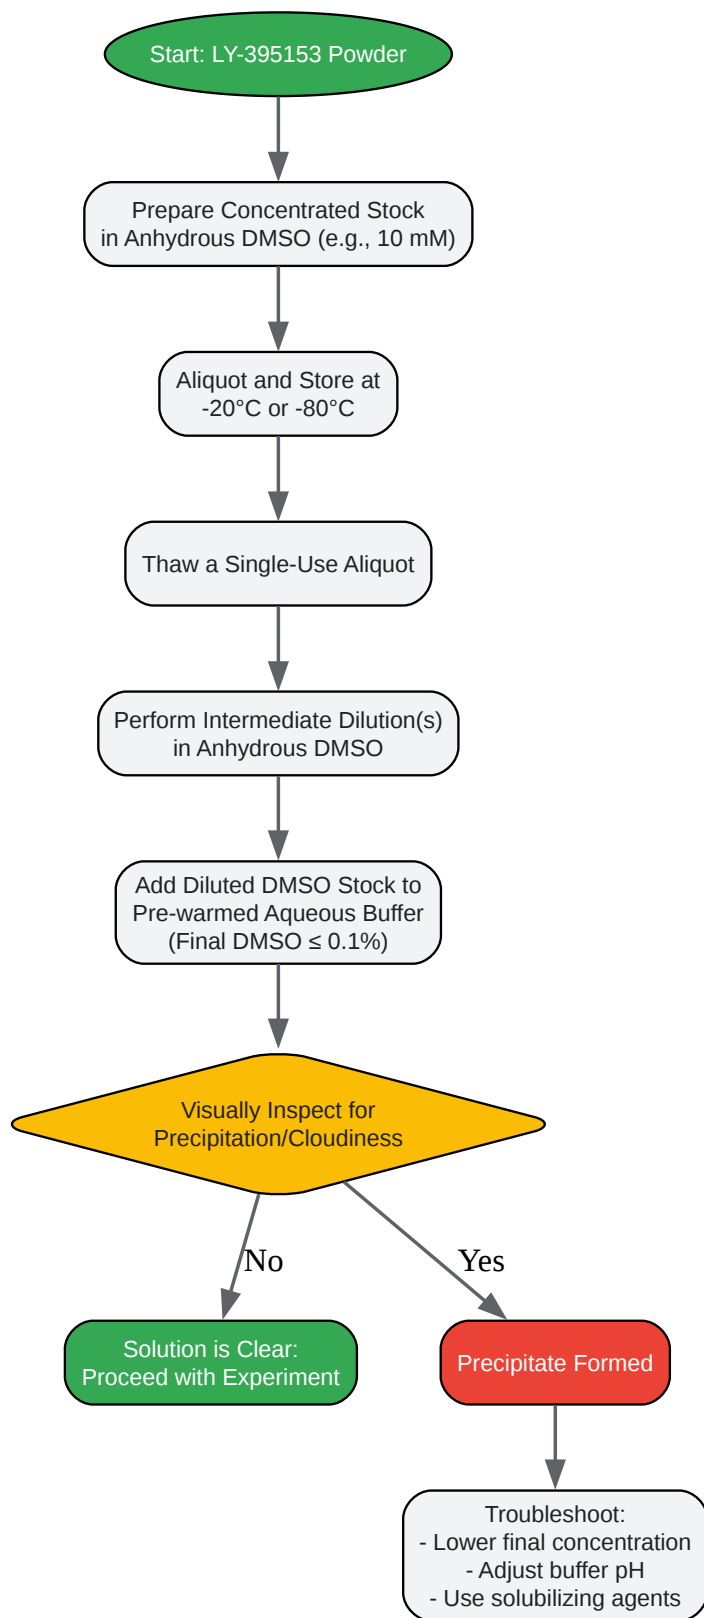 Start: LY-395153 Powder
Prepare Concentrated Stock
in Anhydrous DMSO (e.g., 10 mM)
Aliquot and Store at
-20°C or -80°C
Thaw a Single-Use Aliquot
Perform Intermediate Dilution(s)
in Anhydrous DMSO
Add Diluted DMSO Stock to
Pre-warmed Aqueous Buffer
(Final DMSO ≤ 0.1%)
Visually Inspect for
Precipitation/Cloudiness
No
Yes
Solution is Clear:
Proceed with Experiment
Precipitate Formed
Troubleshoot:
- Lower final concentration
- Adjust buffer pH
- Use solubilizing agents